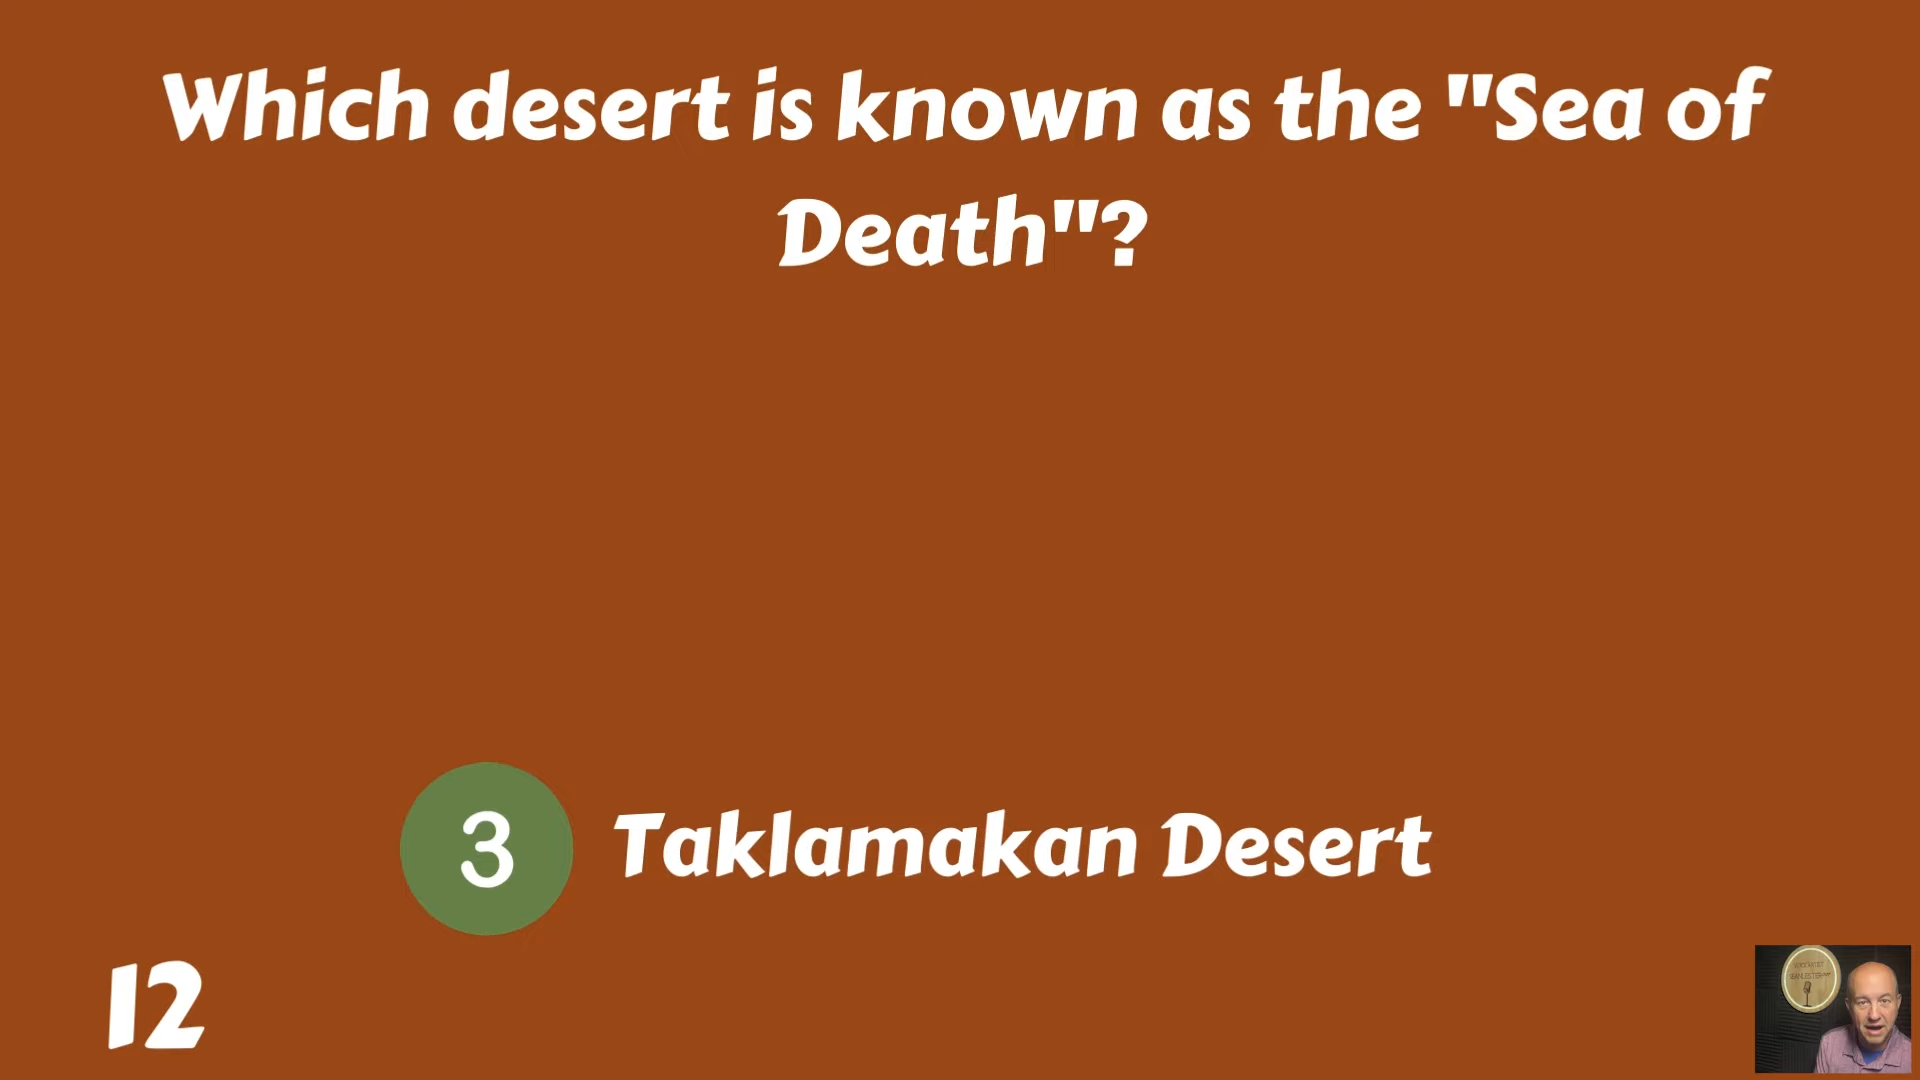 Which desert is known as the "Sea of
Death"?
3 Taklamakan Desert
12